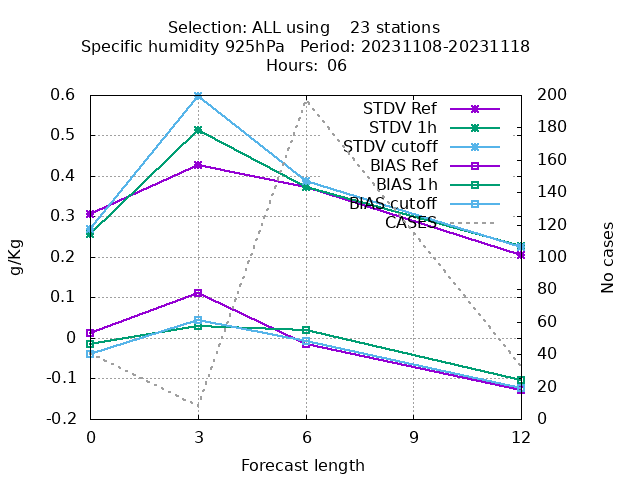 Selection: ALL using    23 stations
Specific humidity 925hPa   Period: 20231108-20231118
Hours:  06
STDV Ref
STDV 1h
STDV cutoff
BIAS Ref
BIAS 1h
BIAS cutoff
CASES
0.6
0.5
0.4
0.3
0.2
0.1
0
-0.1
-0.2
g/Kg
200
180
160
140
120
100
80
60
40
20
0
No cases
0 3 6 9 12
Forecast length